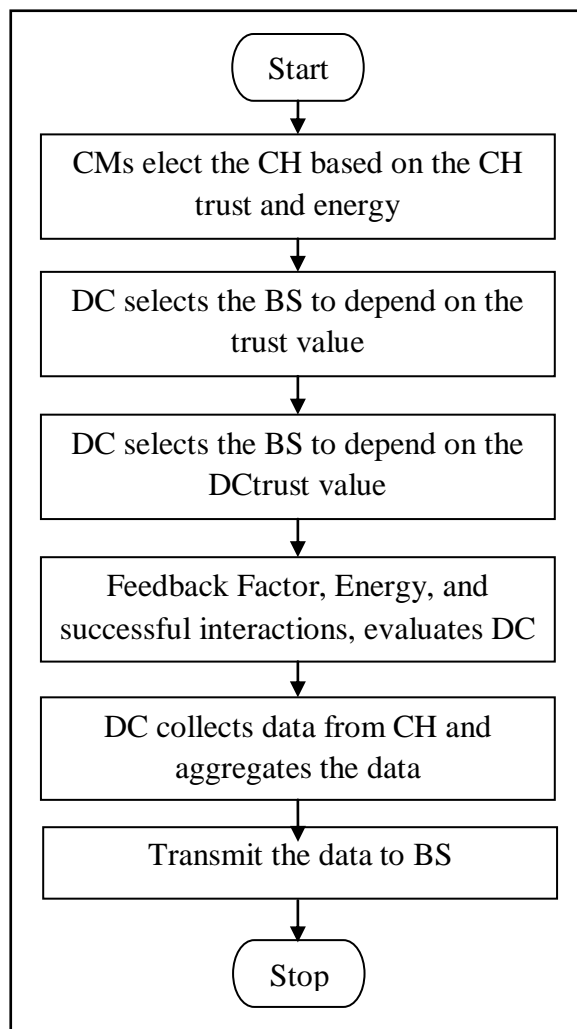 Start
CMs elect the CH based on the CH
trust and energy
DC selects the BS to depend on the
trust value
DC selects the BS to depend on the
DCtrust value
Feedback Factor, Energy, and
successful interactions, evaluates DC
DC collects data from CH and
aggregates the data
Transmit the data to BS
Stop